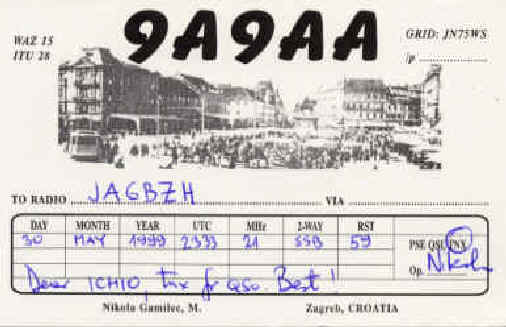 WAZ 15
ITU 28
9A9AA
GRID: JN75WS
/p
TO RADIO JA6BZH VIA
DAY MONTH YEAR UTC MHz 2-WAY RST
30 MAY 1999 2333 21 SSB 59
PSE QSL TNX
Dear ICHIO, tnx fr QSO. Best!
Op. Nikola
Nikola Gamilec, M. Zagreb, CROATIA